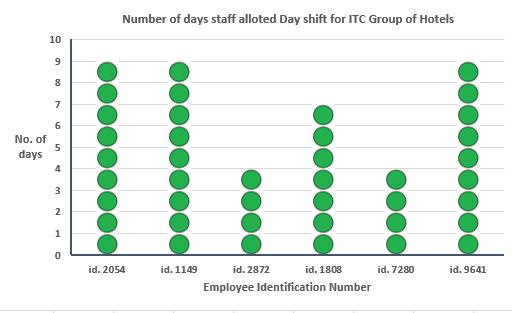 Number of days staff alloted Day shift for ITC Group of Hotels
10
9
8
7
6
5
4
3
2
1
0
No. of
days
id. 2054 id. 1149 id. 2872 id. 1808 id. 7280 id. 9641
Employee Identification Number